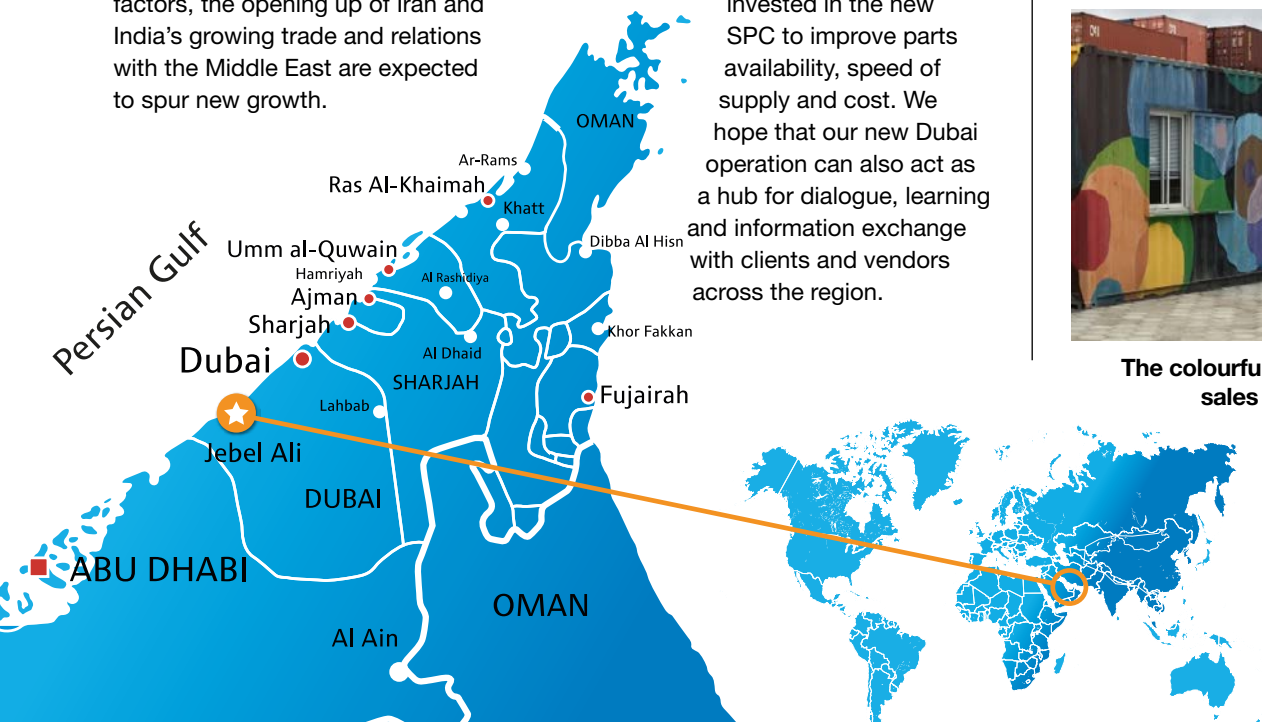 factors, the opening up of Iran and
India’s growing trade and relations
with the Middle East are expected
to spur new growth.
invested in the new
SPC to improve parts
availability, speed of
supply and cost. We
hope that our new Dubai
operation can also act as
a hub for dialogue, learning
and information exchange
with clients and vendors
across the region.
The colourfu
sales
OMAN
Ar-Rams
Ras Al-Khaimah
Khatt
Dibba Al Hisn
Persian Gulf
Umm al-Quwain
Hamriyah
Al Rashidiya
Ajman
Sharjah
Khor Fakkan
Dubai
Al Dhaid
SHARJAH
Fujairah
Lahbab
Jebel Ali
DUBAI
ABU DHABI
OMAN
Al Ain